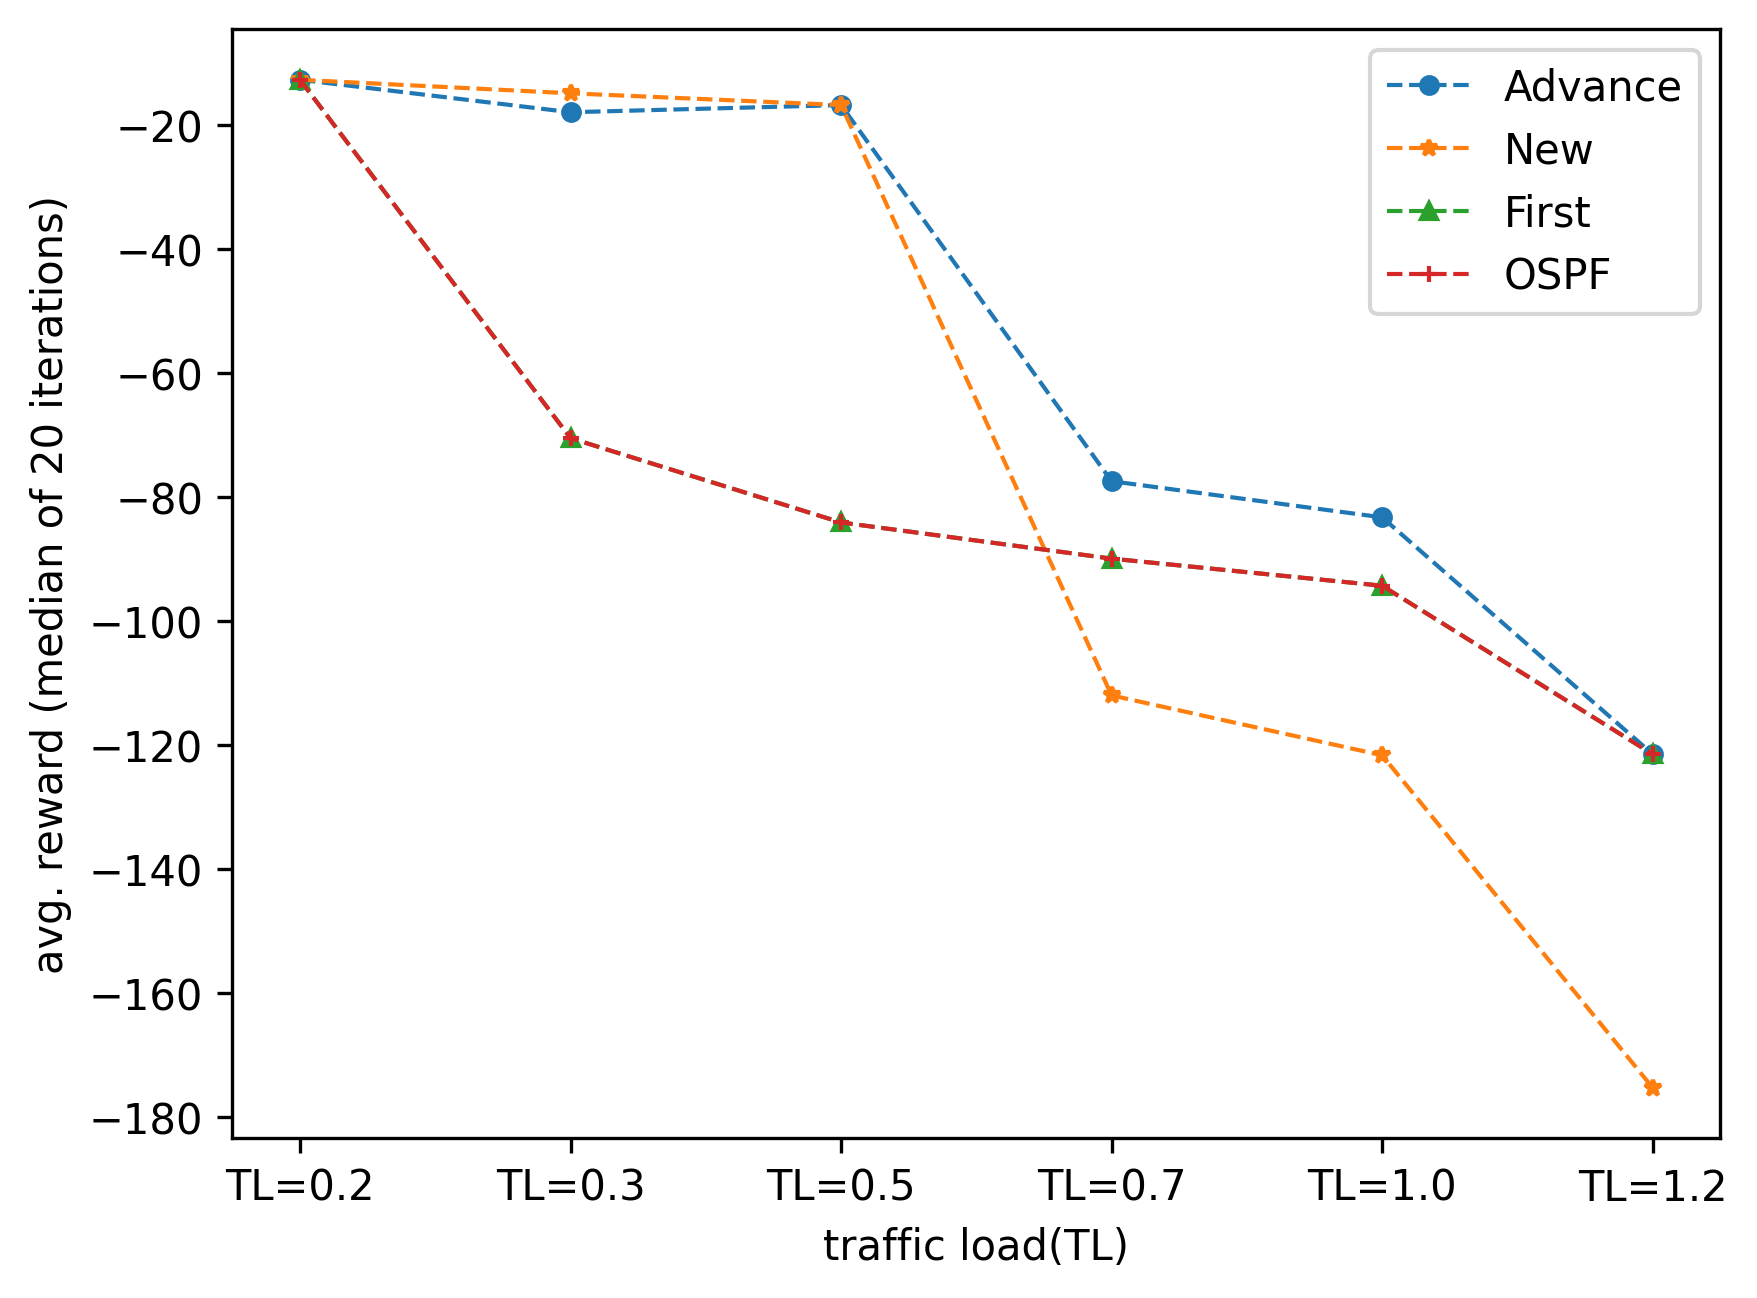 Advance
New
First
OSPF
−20
−40
−60
−80
−100
−120
−140
−160
−180
avg. reward (median of 20 iterations)
TL=0.2 TL=0.3 TL=0.5 TL=0.7 TL=1.0 TL=1.2
traffic load(TL)